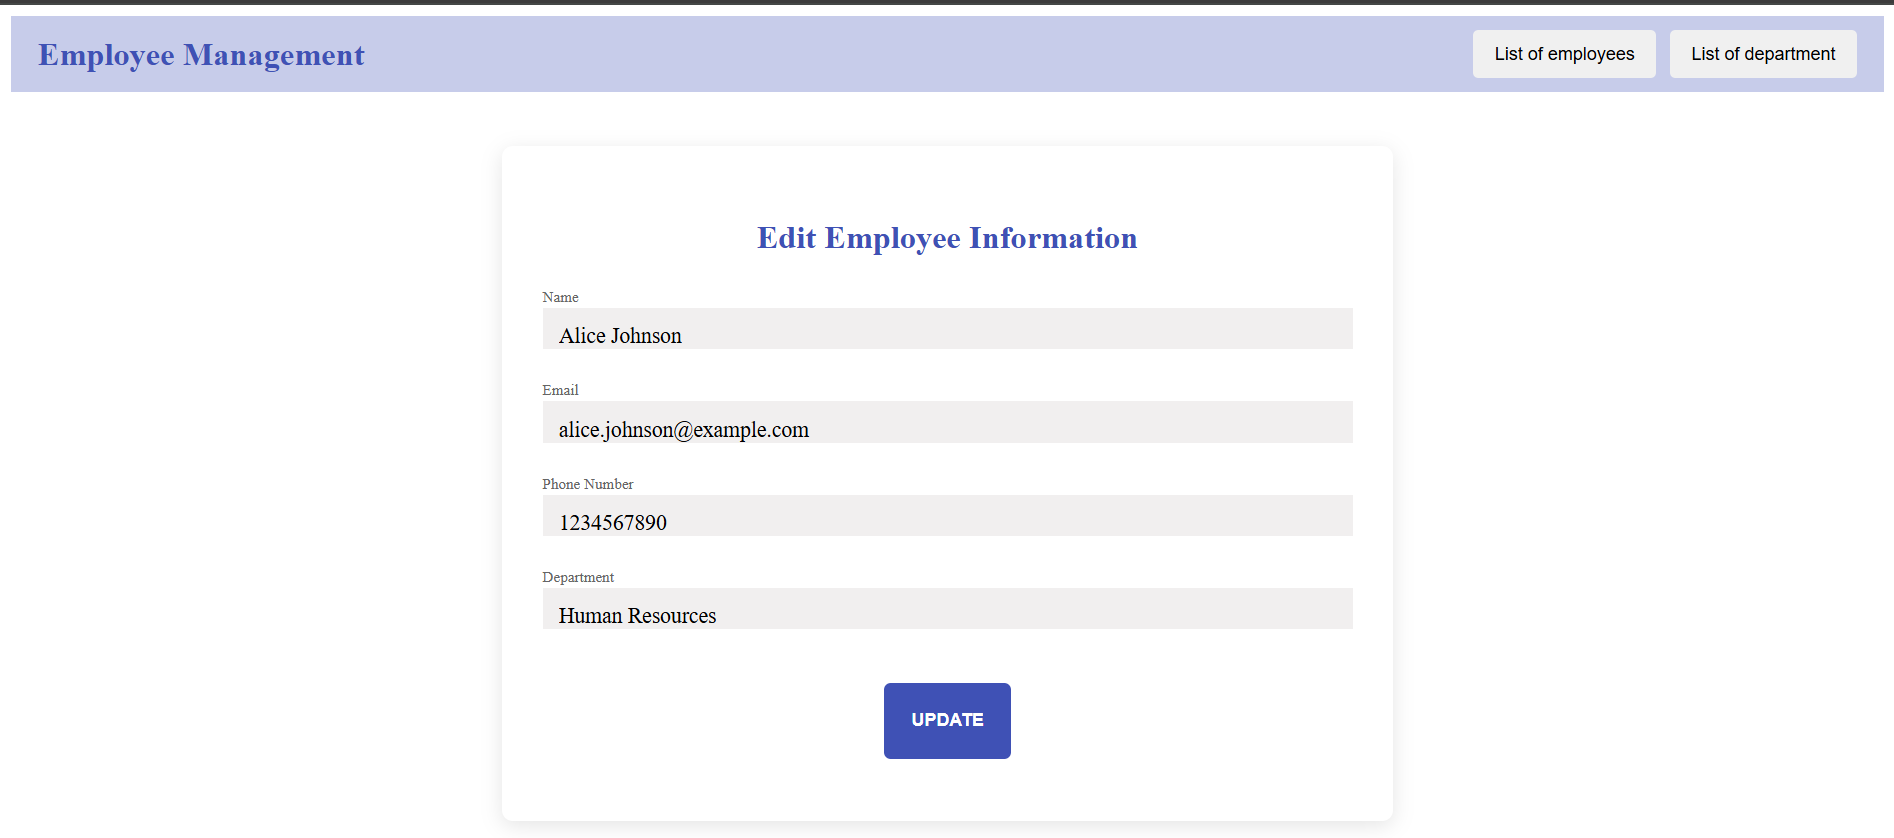 Employee Management
List of employees
List of department
Edit Employee Information
Name
Alice Johnson
Email
alice.johnson@example.com
Phone Number
1234567890
Department
Human Resources
UPDATE